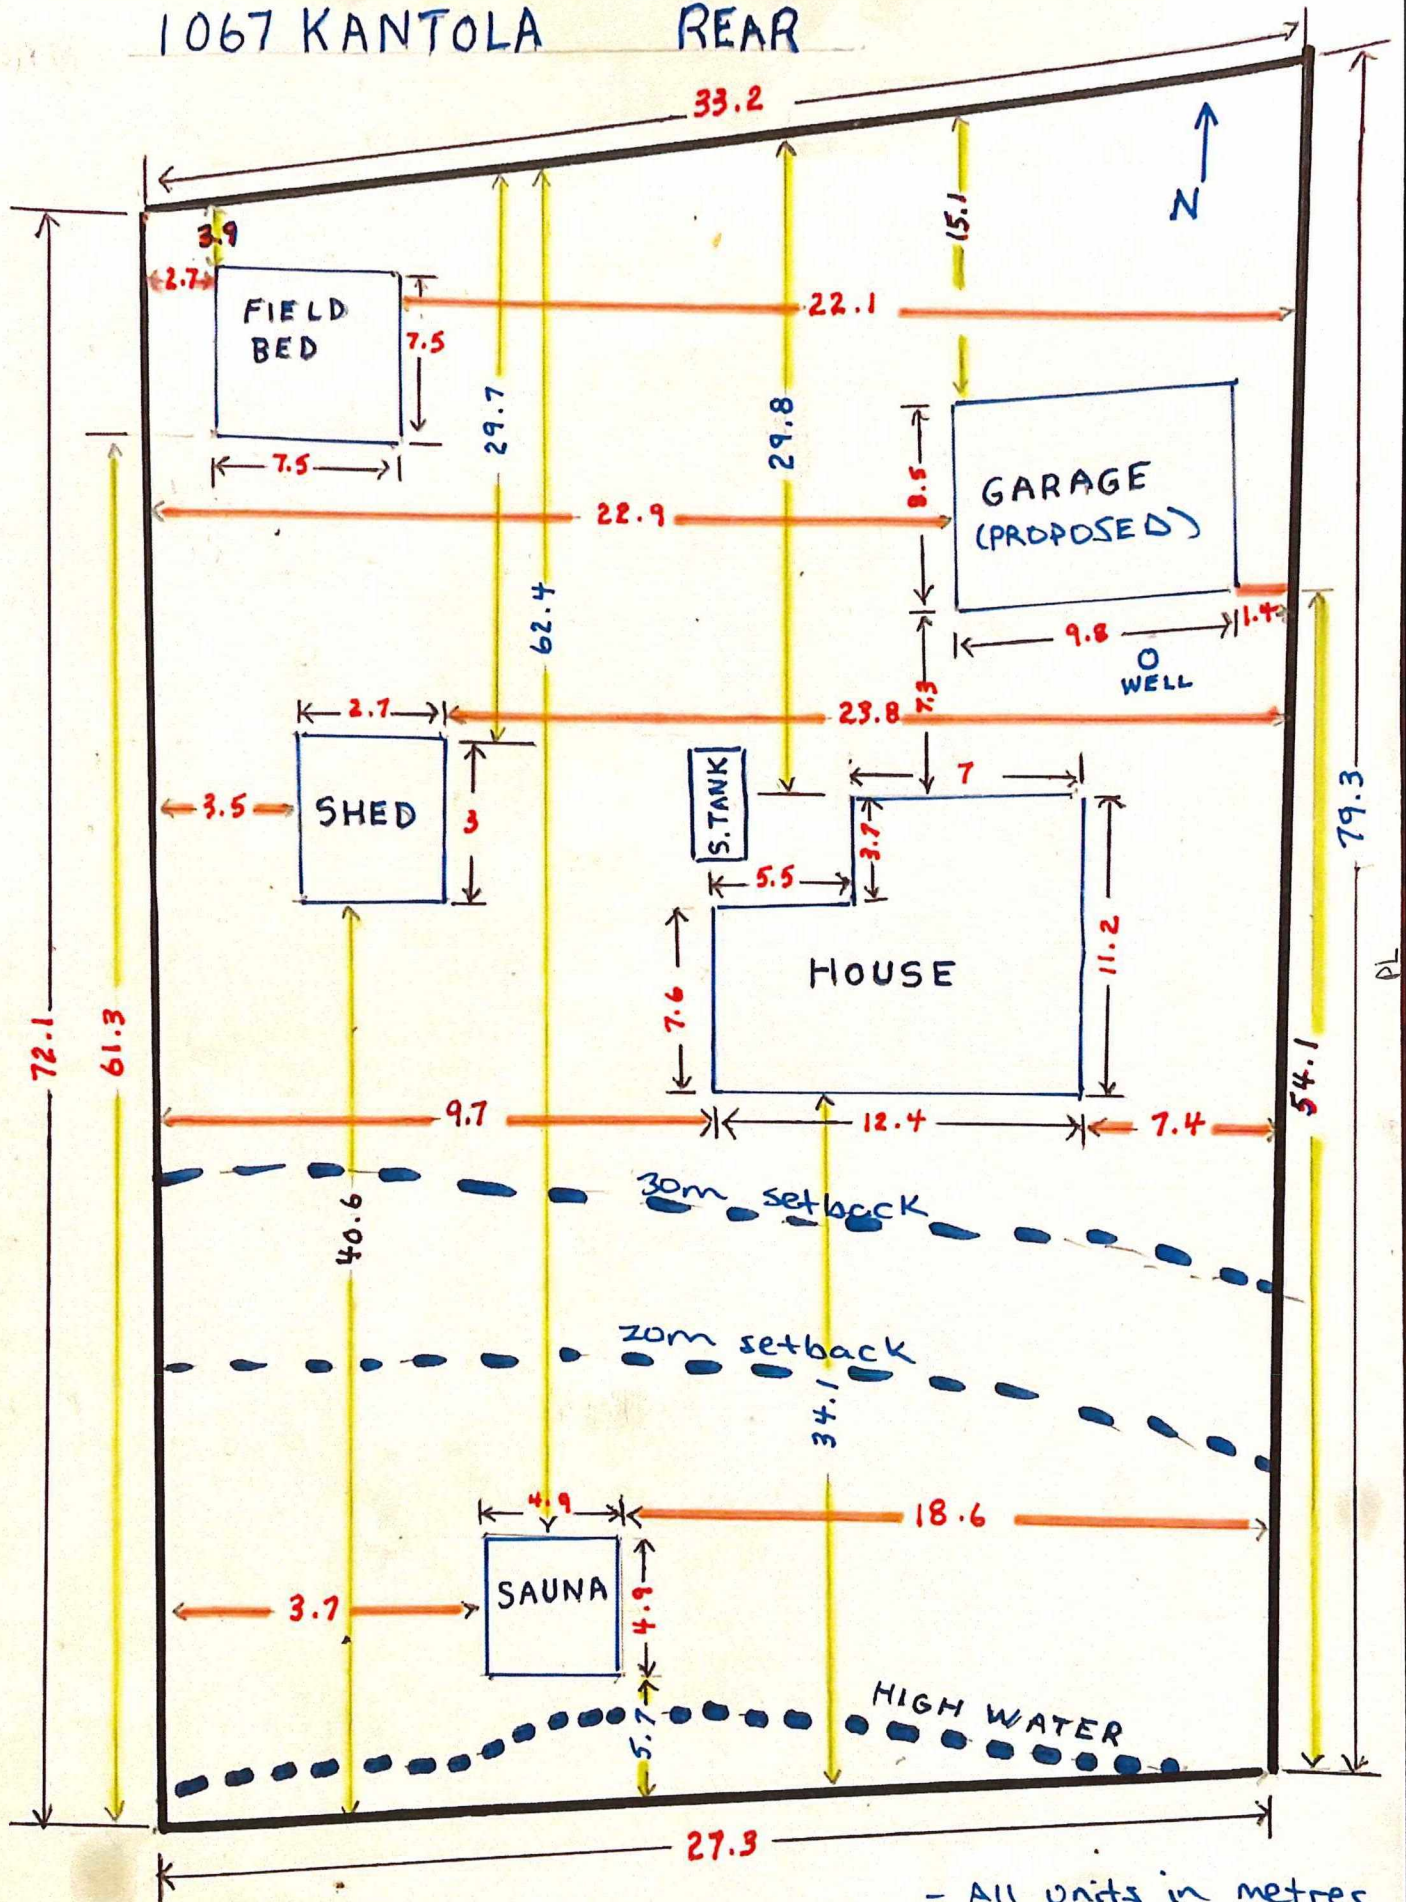 1067 KANTOLA REAR
33.2
N
3.9
15.1
2.7
FIELD
BED
22.1
7.5
29.7
29.8
7.5
8.5
GARAGE
(PROPOSED)
22.9
62.4
9.8
1.4
WELL
7.3
2.7
23.8
S.TANK
7
3.5
SHED
3
3.7
79.3
5.5
HOUSE
11.2
7.6
PL
72.1
61.3
54.1
9.7
12.4
7.4
30m setback
40.6
20m setback
34.1
4.9
18.6
SAUNA
3.7
4.9
HIGH WATER
5.7
27.3
- All units in metres